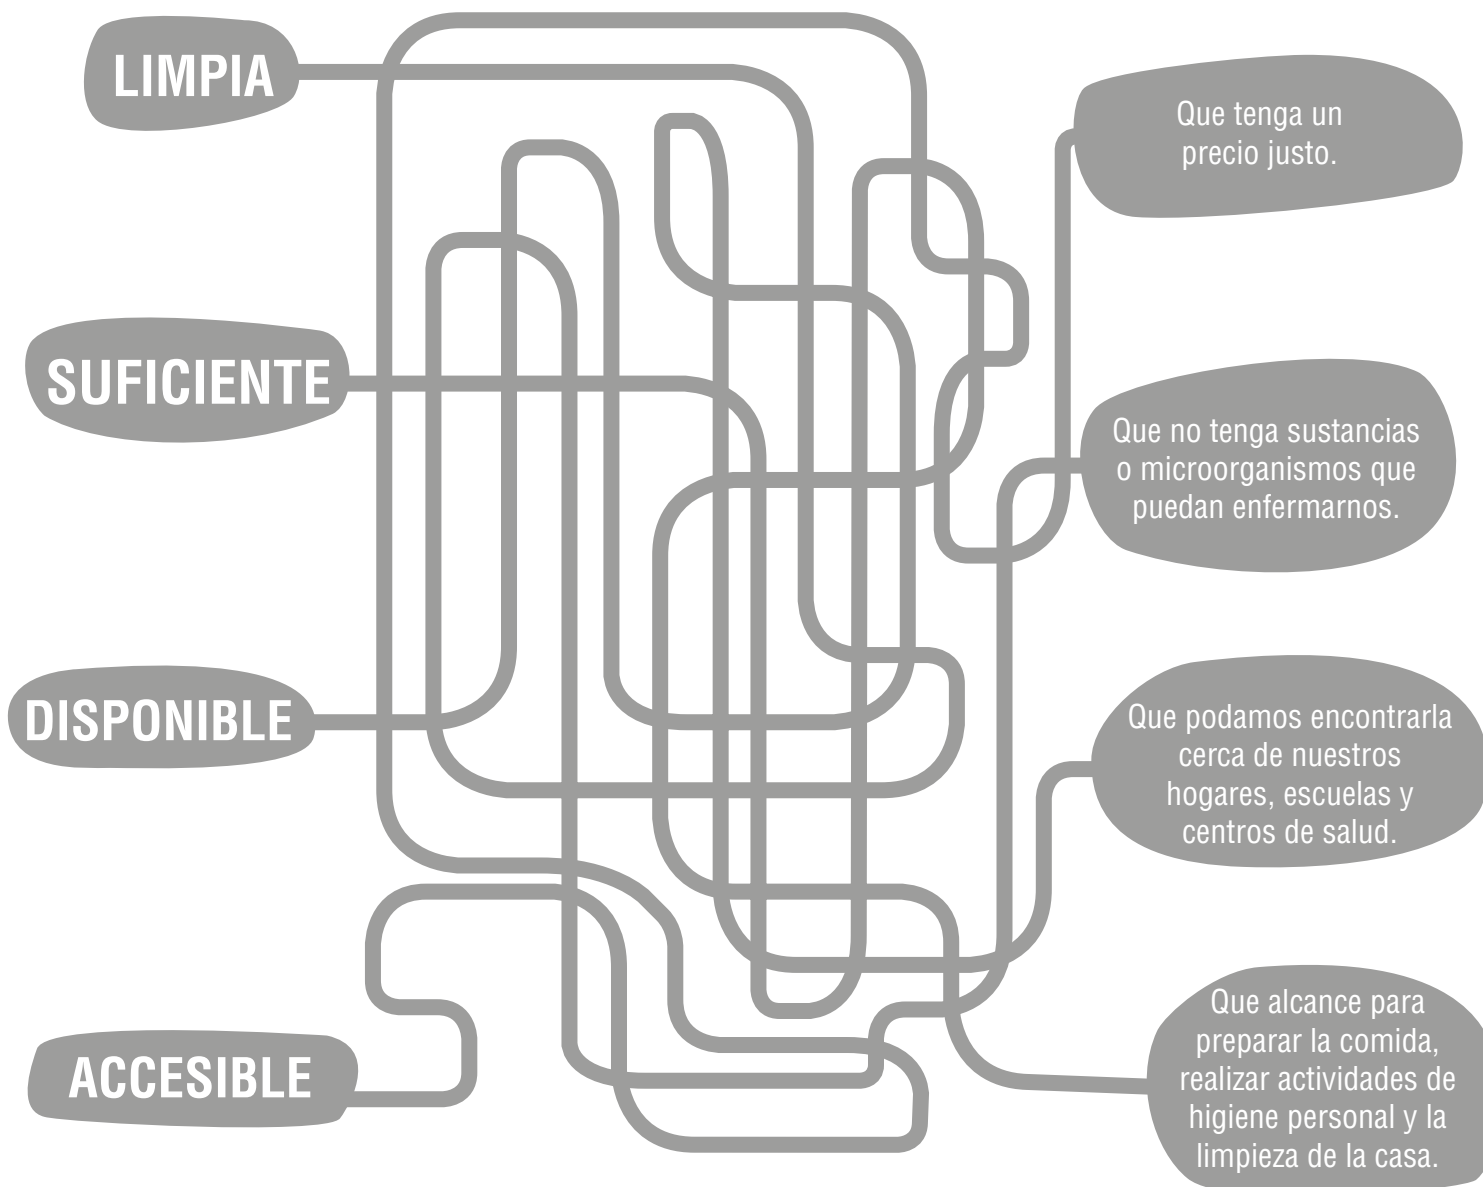 LIMPIA
Que tenga un
precio justo.
SUFICIENTE
Que no tenga sustancias
o microorganismos que
puedan enfermarnos.
DISPONIBLE
Que podamos encontrarla
cerca de nuestros
hogares, escuelas y
centros de salud.
ACCESIBLE
Que alcance para
preparar la comida,
realizar actividades de
higiene personal y la
limpieza de la casa.